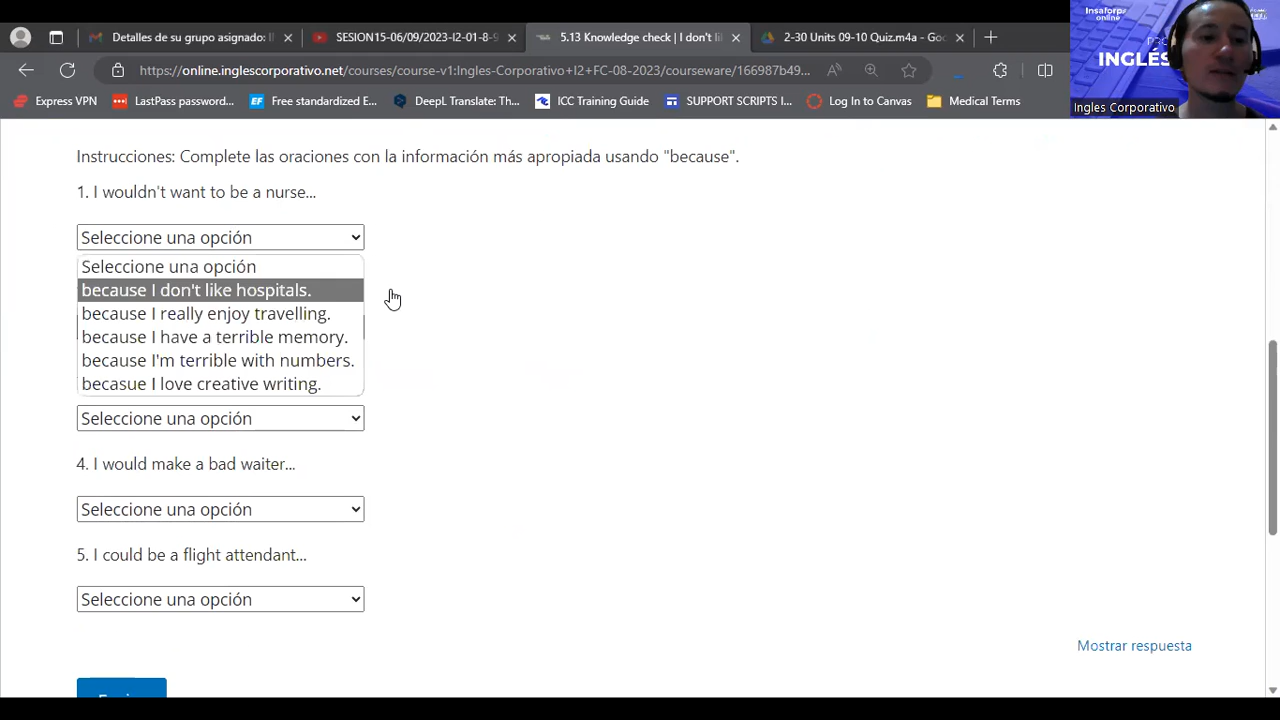 Detalles de su grupo asignado: I
SESION15-06/09/2023-I2-01-8-9
5.13 Knowledge check | I don't li
2-30 Units 09-10 Quiz.m4a - Goo
https://online.inglescorporativo.net/courses/course-v1:Ingles-Corporativo+I2+FC-08-2023/courseware/166987b49...
Express VPN
LastPass password...
Free standardized E...
DeepL Translate: Th...
ICC Training Guide
SUPPORT SCRIPTS I...
Log In to Canvas
Medical Terms
Insaforp
online
INGLÉS
Ingles Corporativo
Instrucciones: Complete las oraciones con la información más apropiada usando "because".
1. I wouldn't want to be a nurse...
Seleccione una opción
Seleccione una opción
because I don't like hospitals.
because I really enjoy travelling.
because I have a terrible memory.
because I'm terrible with numbers.
becasue I love creative writing.
Seleccione una opción
4. I would make a bad waiter...
Seleccione una opción
5. I could be a flight attendant...
Seleccione una opción
Mostrar respuesta